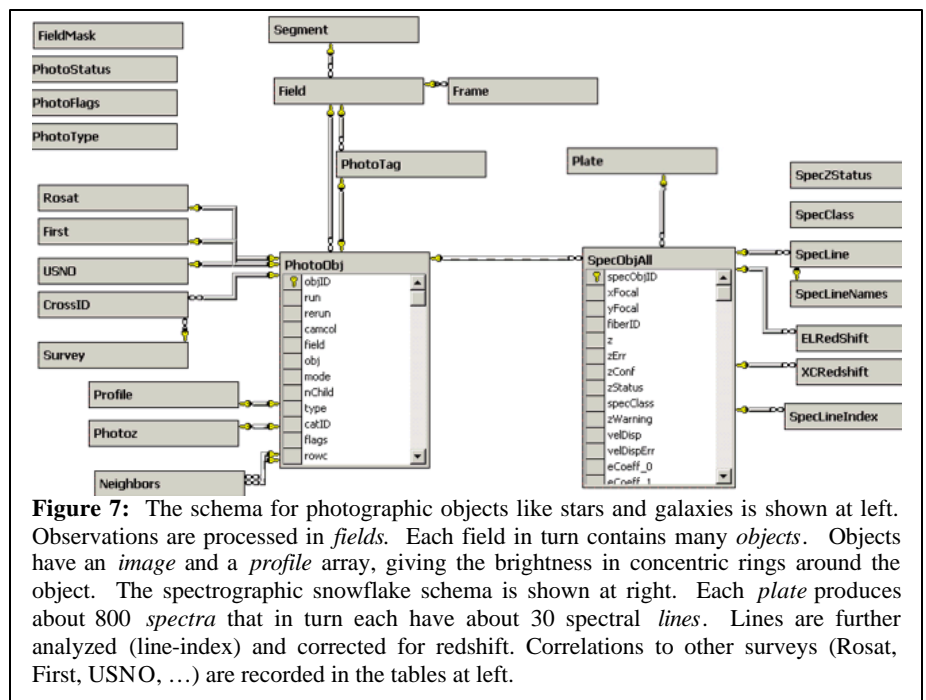 FieldMask
PhotoStatus
PhotoFlags
PhotoType
Segment
Field
Frame
PhotoTag
Plate
SpecZStatus
SpecClass
SpecLine
SpecLineNames
ELRedShift
XCRedshift
SpecLineIndex
Rosat
First
USNO
CrossID
Survey
Profile
Photoz
Neighbors
PhotoObj
objID
run
rerun
camcol
field
obj
mode
nChild
type
catID
flags
rowc
SpecObjAll
specObjID
xFocal
yFocal
fiberID
z
zErr
zConf
zStatus
specClass
zWarning
velDisp
velDispErr
eCoeff_0
eCoeff_1
Figure 7: The schema for photographic objects like stars and galaxies is shown at left.
Observations are processed in fields. Each field in turn contains many objects. Objects
have an image and a profile array, giving the brightness in concentric rings around the
object. The spectrographic snowflake schema is shown at right. Each plate produces
about 800 spectra that in turn each have about 30 spectral lines. Lines are further
analyzed (line-index) and corrected for redshift. Correlations to other surveys (Rosat,
First, USNO, …) are recorded in the tables at left.